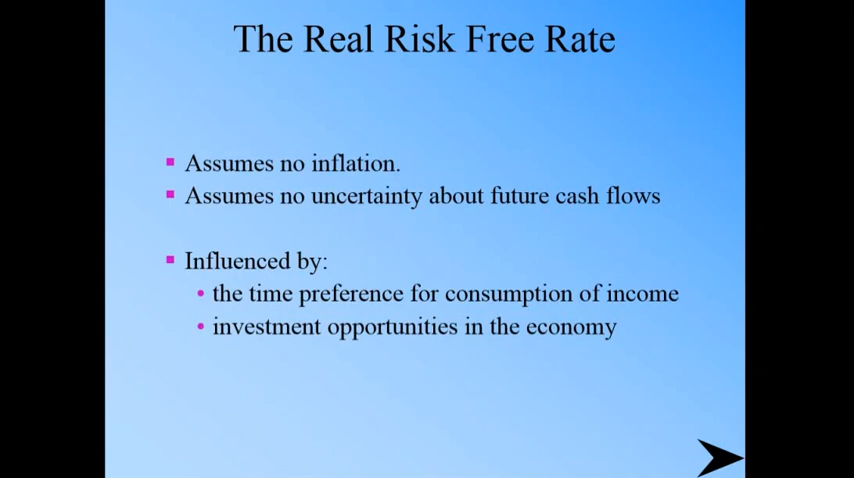 The Real Risk Free Rate
Assumes no inflation.
Assumes no uncertainty about future cash flows
Influenced by:
the time preference for consumption of income
investment opportunities in the economy